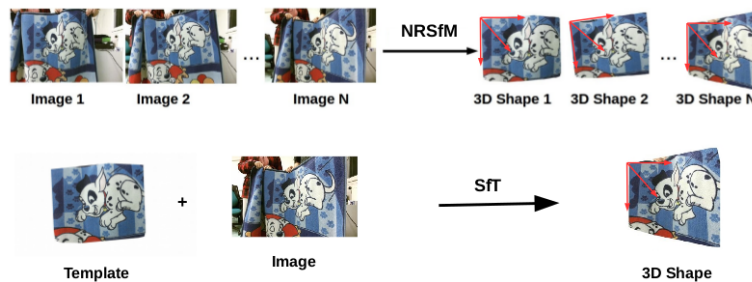 NRSfM
...
...
Image 1
Image 2
Image N
3D Shape 1
3D Shape 2
3D Shape N
+
SfT
Template
Image
3D Shape